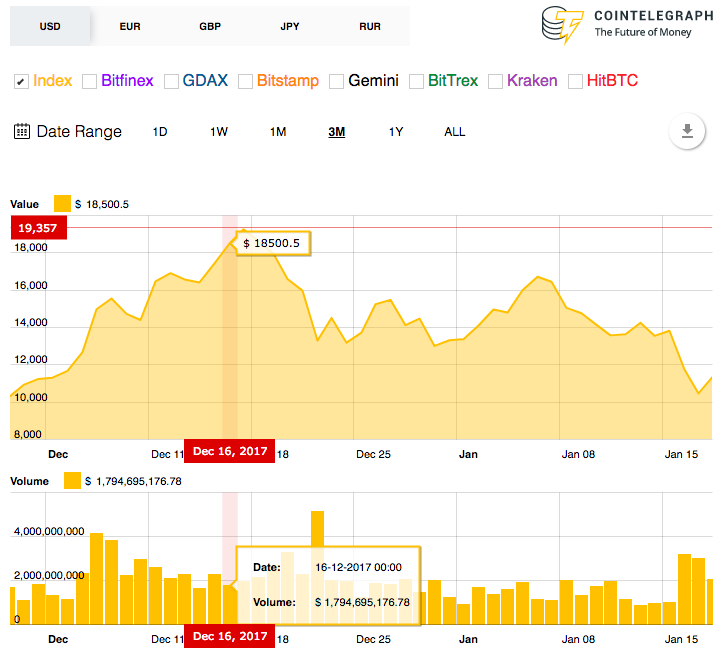 USD EUR GBP JPY RUR
COINTELEGRAPH
The Future of Money
Index Bitfinex GDAX Bitstamp Gemini BitTrex Kraken HitBTC
Date Range 1D 1W 1M 3M 1Y ALL
Value $ 18,500.5
19,357
$ 18500.5
18,000
16,000
14,000
12,000
10,000
8,000
Dec Dec 11 Dec 16, 2017 18 Dec 25 Jan Jan 08 Jan 15
Volume $ 1,794,695,176.78
4,000,000,000
Date: 16-12-2017 00:00
2,000,000,000
Volume: $ 1,794,695,176.78
0
Dec Dec 11 Dec 16, 2017 18 Dec 25 Jan Jan 08 Jan 15